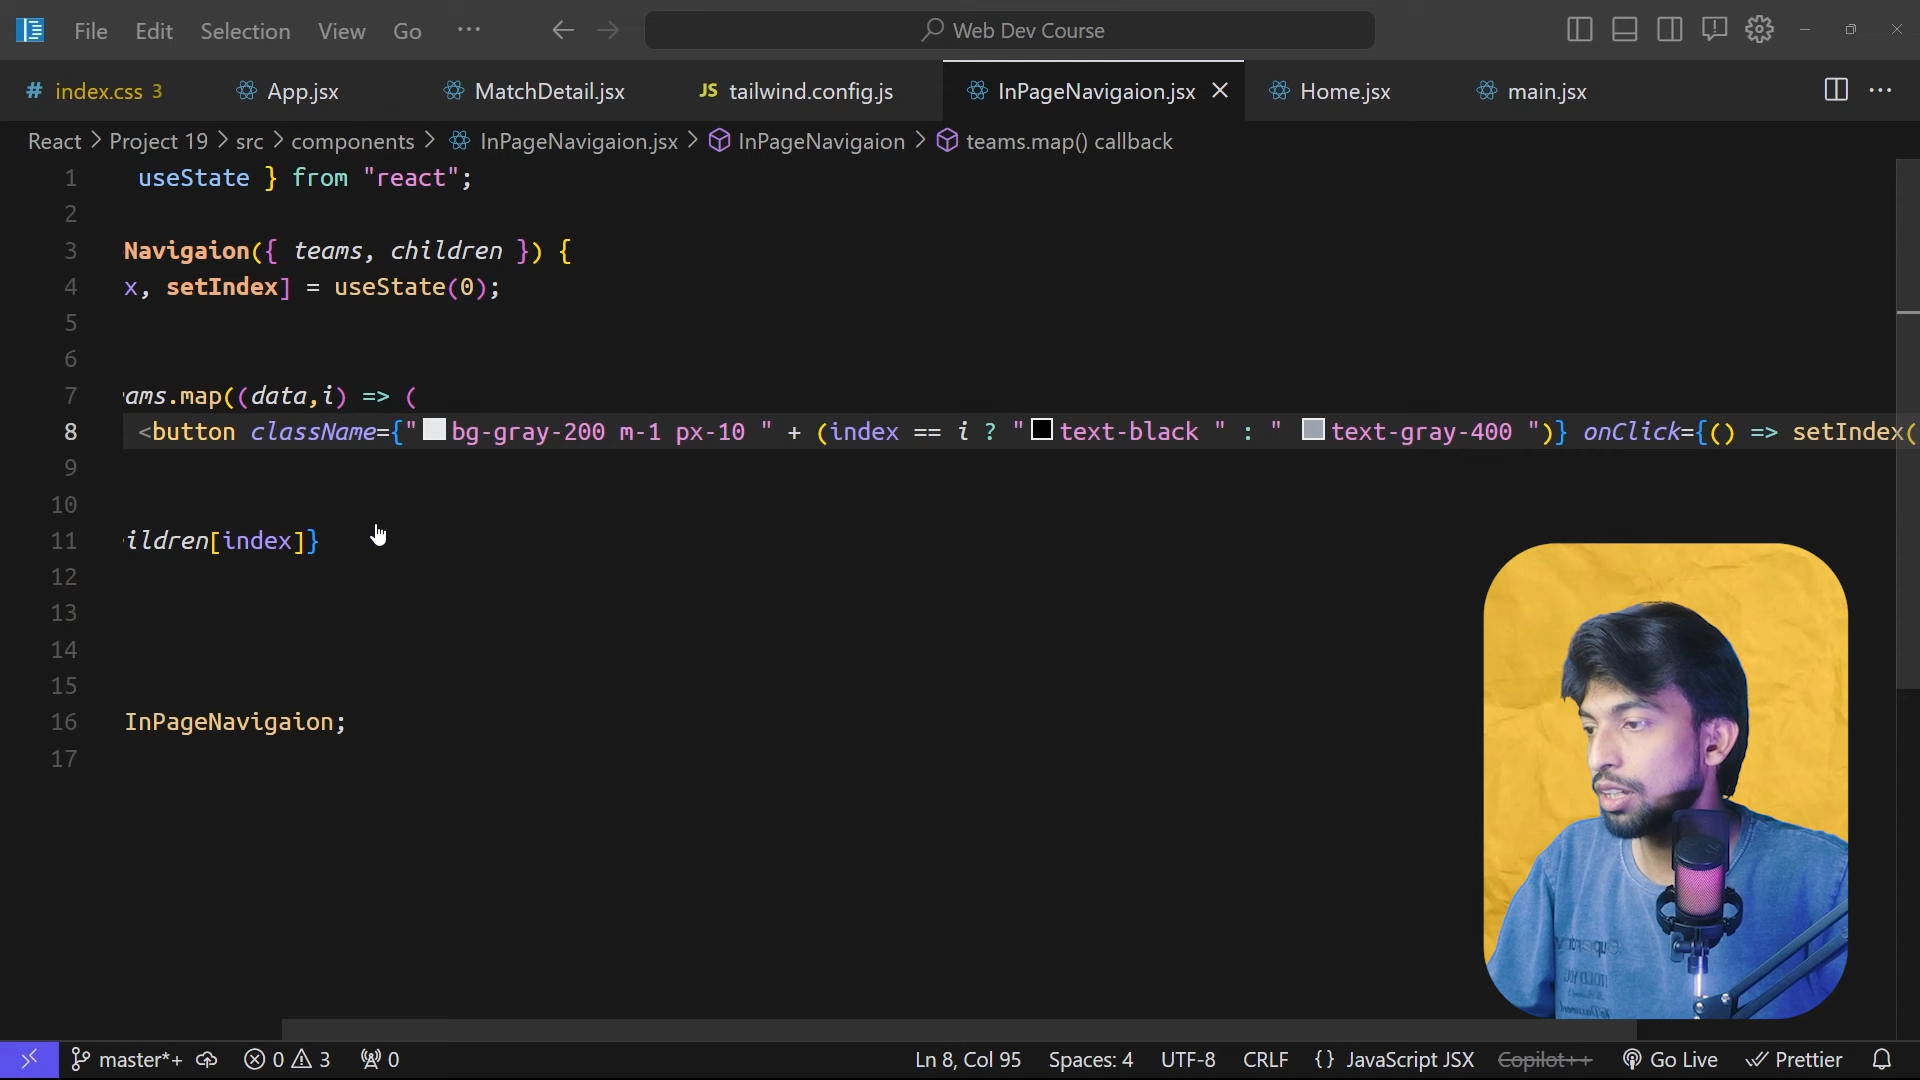 File Edit Selection View Go ··· Web Dev Course
# index.css 3 App.jsx MatchDetail.jsx JS tailwind.config.js InPageNavigaion.jsx Home.jsx main.jsx
React > Project 19 > src > components > InPageNavigaion.jsx > InPageNavigaion > teams.map() callback
1 useState } from "react";
2
3 Navigaion({ teams, children }) {
4 x, setIndex] = useState(0);
5
6
7 ams.map((data,i) => (
8 <button className={" bg-gray-200 m-1 px-10 " + (index == i ? " text-black " : " text-gray-400 ")} onClick={() => setIndex(
9
10
11 ildren[index]}
12
13
14
15
16 InPageNavigaion;
17
master*+ 0 3 0 Ln 8, Col 95 Spaces: 4 UTF-8 CRLF {} JavaScript JSX Copilot++ Go Live Prettier